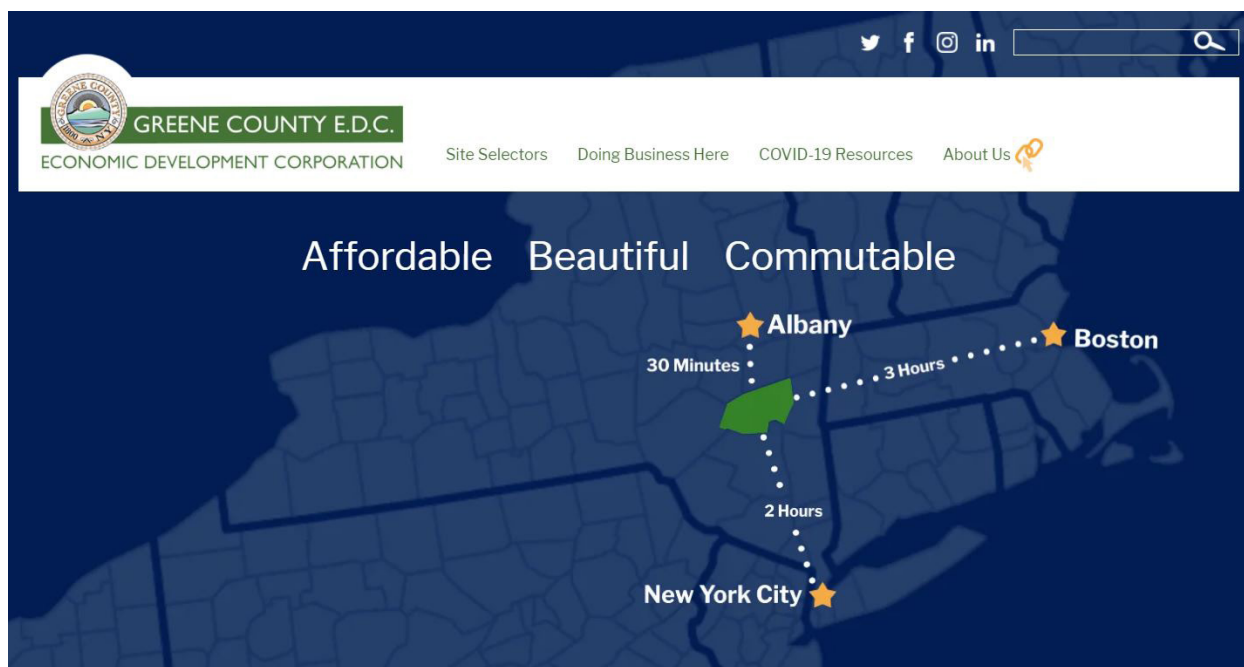 GREENE COUNTY E.D.C.
ECONOMIC DEVELOPMENT CORPORATION
Site Selectors
Doing Business Here
COVID-19 Resources
About Us
Affordable Beautiful Commutable
Albany
Boston
30 Minutes
3 Hours
2 Hours
New York City